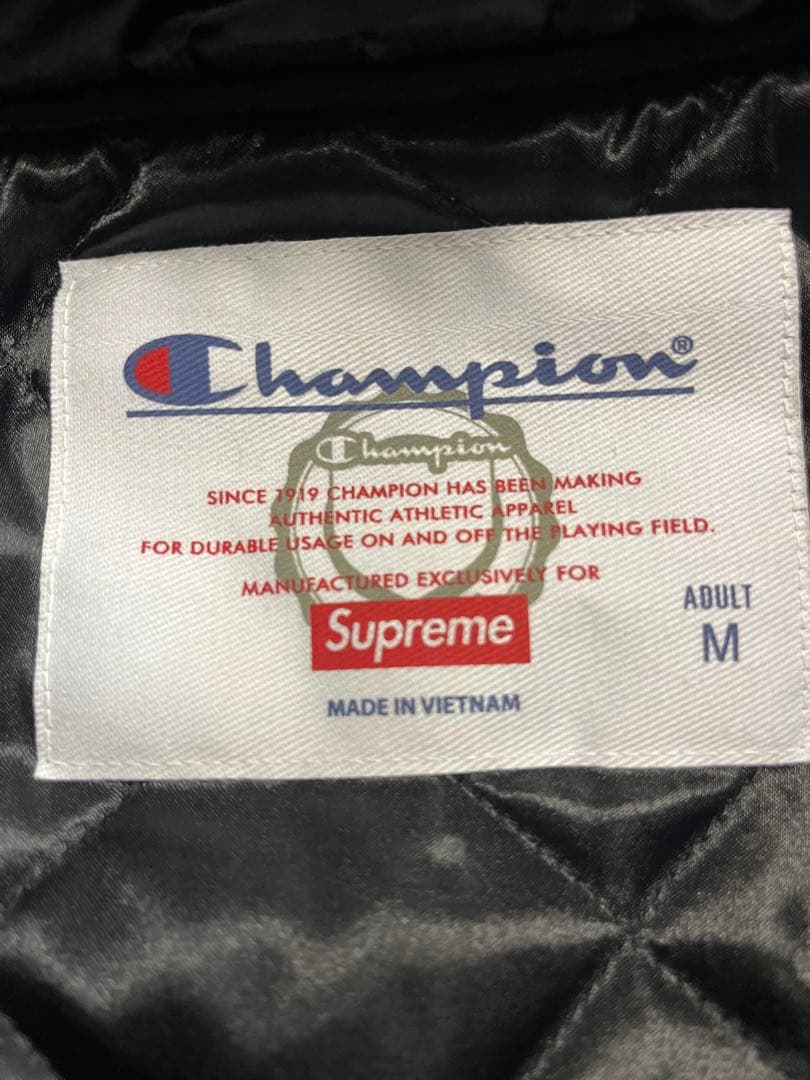 Champion®
Champion
SINCE 1919 CHAMPION HAS BEEN MAKING
AUTHENTIC ATHLETIC APPAREL
FOR DURABLE USAGE ON AND OFF THE PLAYING FIELD.
MANUFACTURED EXCLUSIVELY FOR
Supreme
ADULT
M
MADE IN VIETNAM